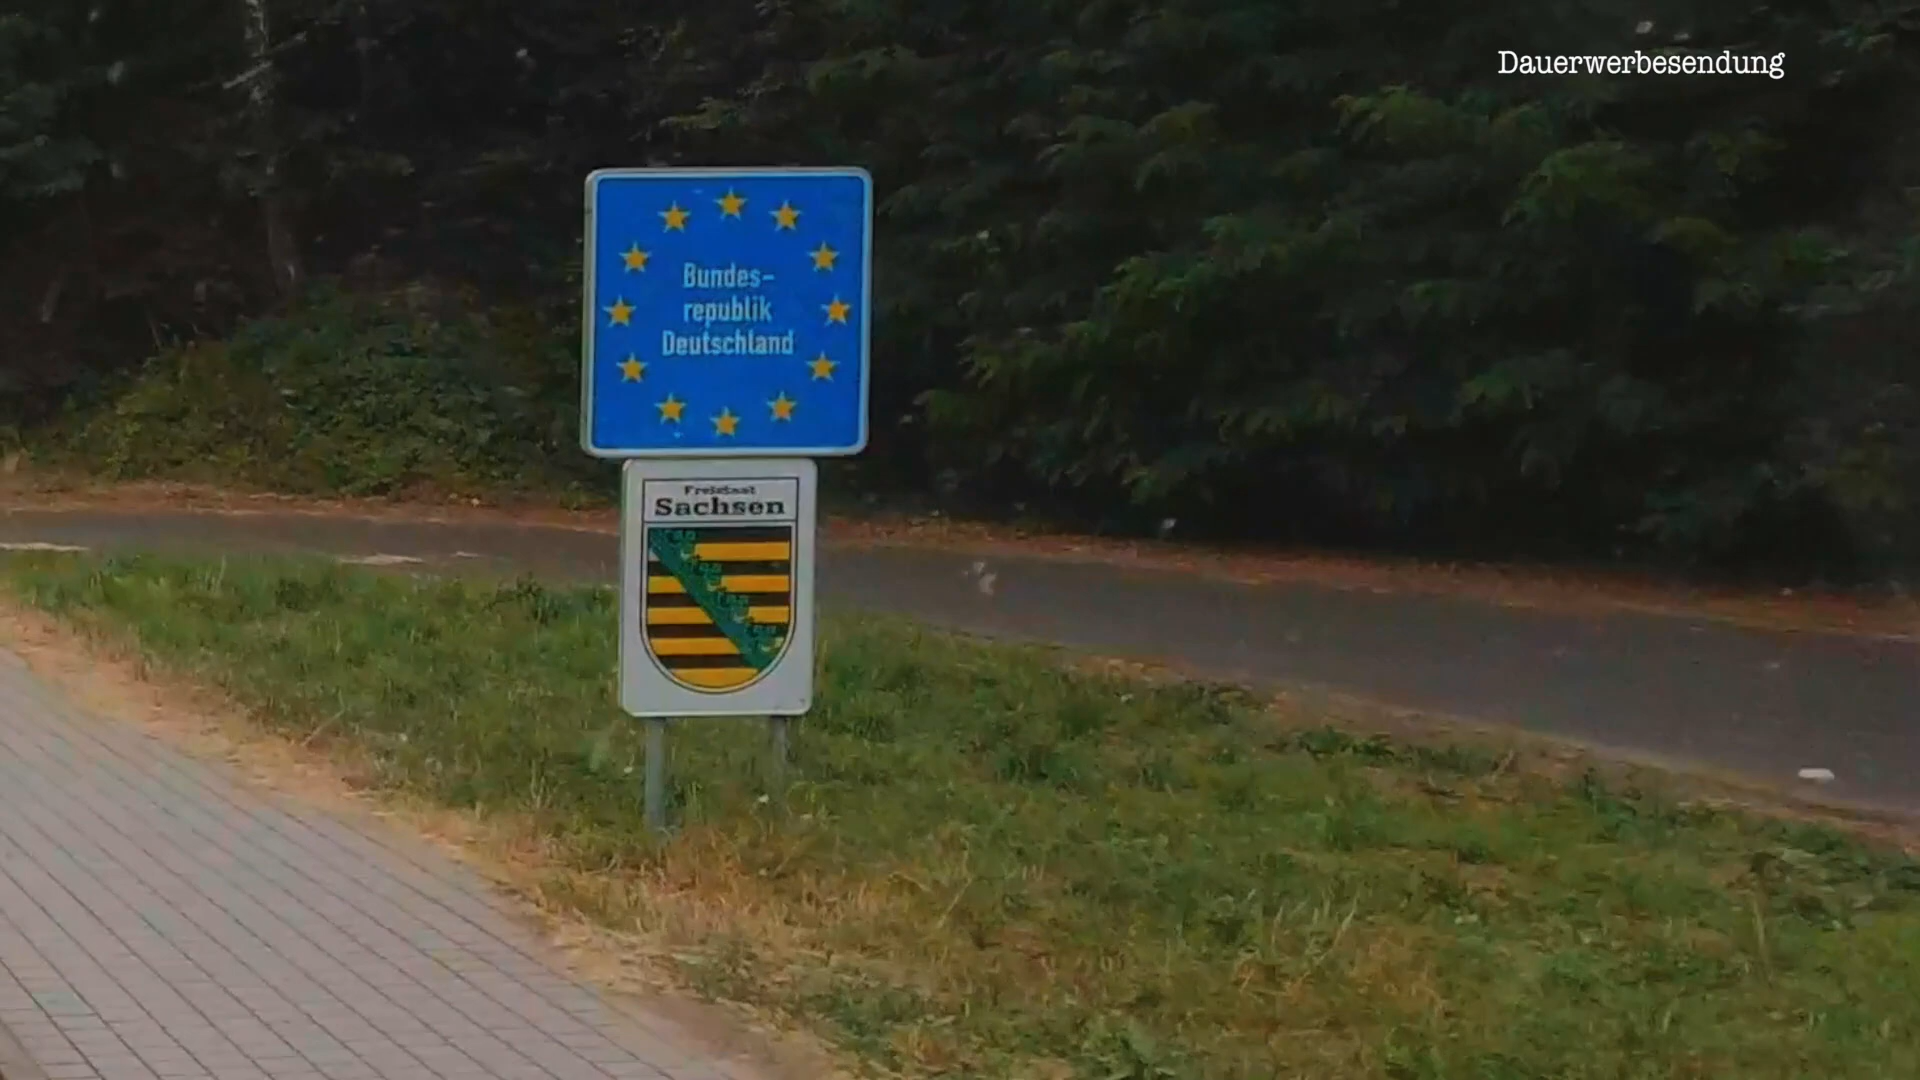 Dauerwerbesendung
Bundes-
republik
Deutschland
Freistaat
Sachsen